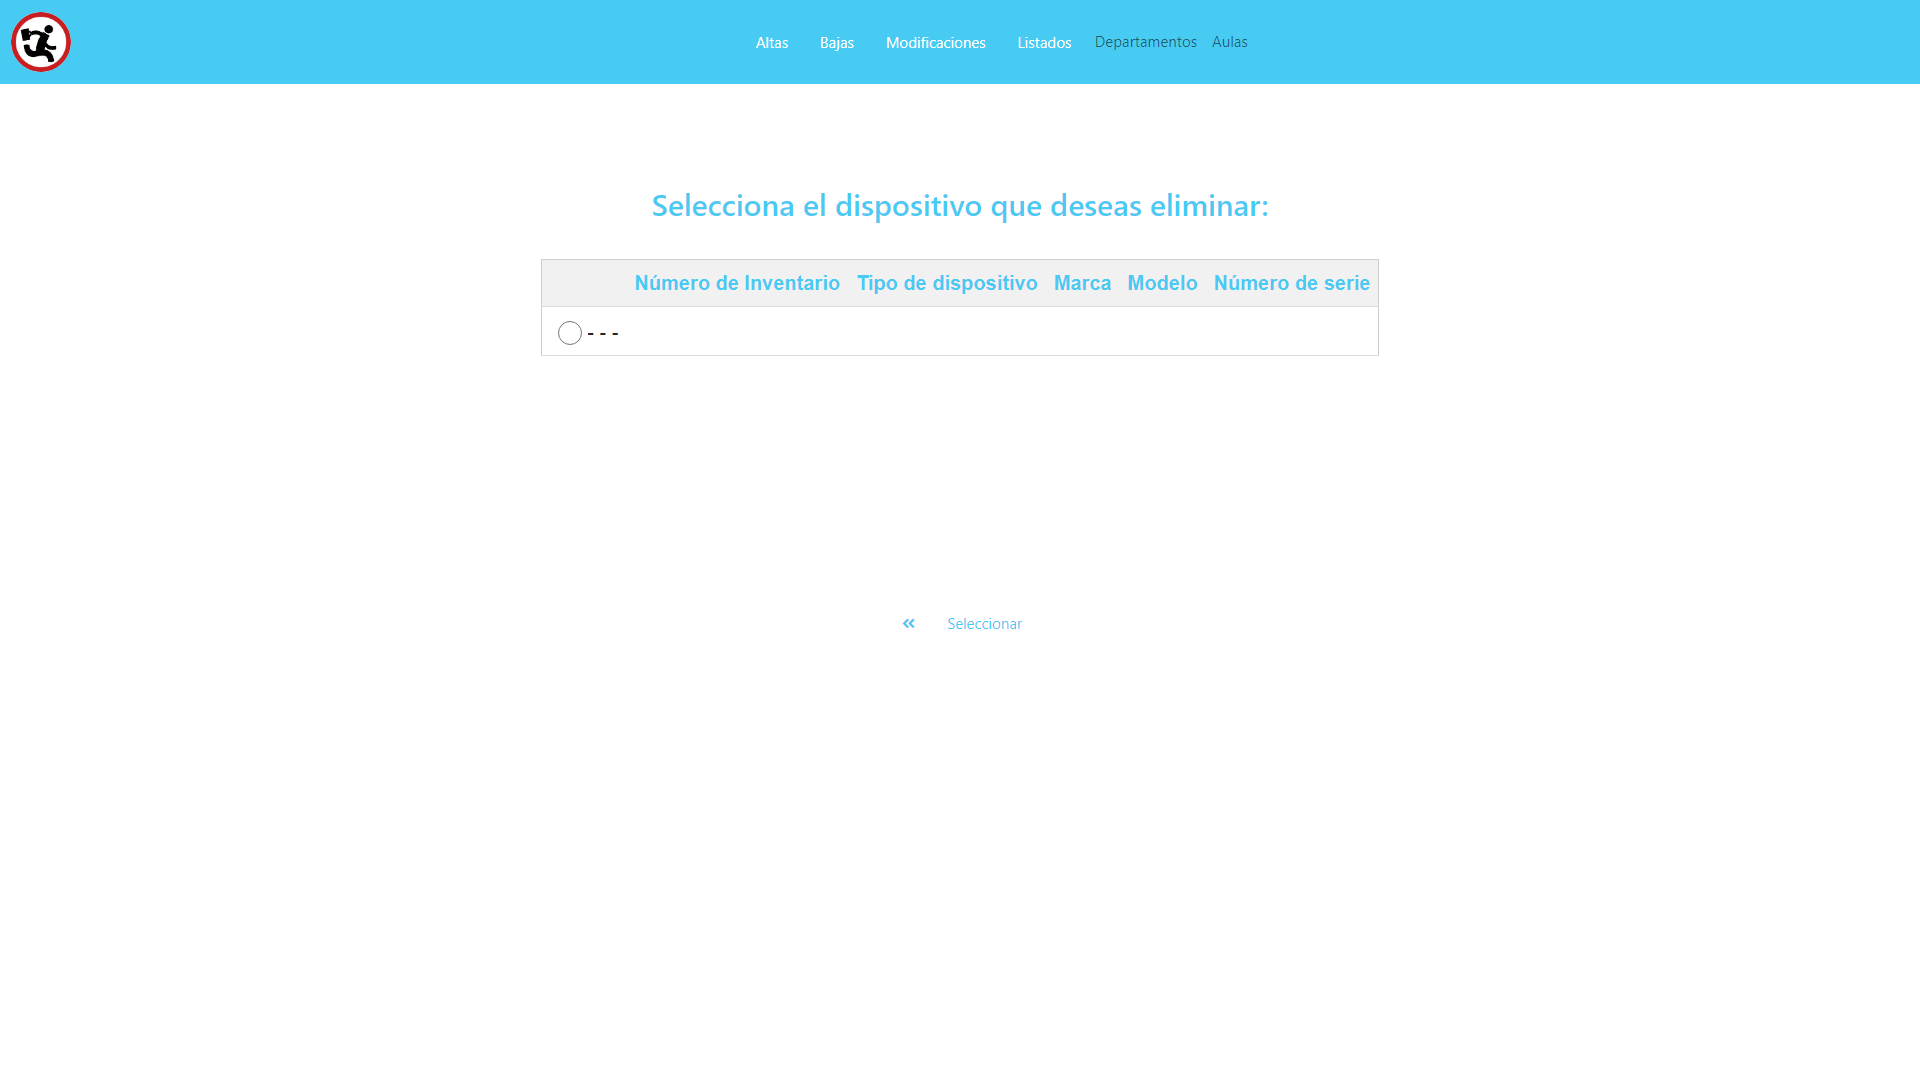 Altas Bajas Modificaciones Listados Departamentos Aulas
Selecciona el dispositivo que deseas eliminar:
Número de Inventario Tipo de dispositivo Marca Modelo Número de serie
- - -
« Seleccionar